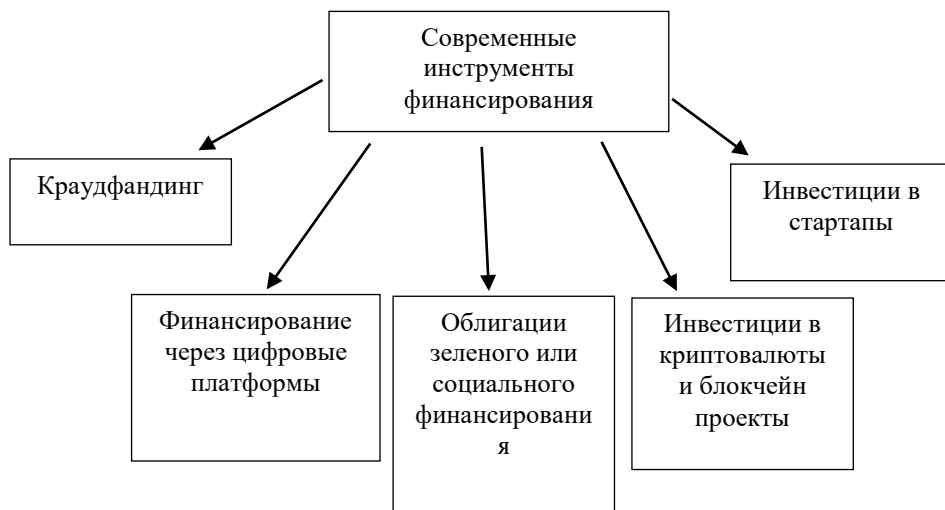 Современные
инструменты
финансирования
Краудфандинг
Инвестиции в
стартапы
Финансирование
через цифровые
платформы
Облигации
зеленого или
социального
финансировани
я
Инвестиции в
криптовалюты
и блокчейн
проекты